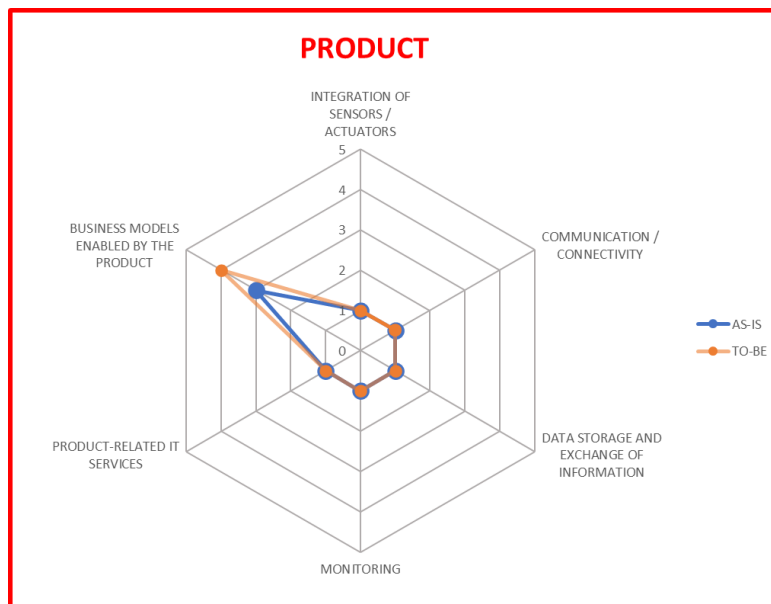 PRODUCT
INTEGRATION OF
SENSORS /
ACTUATORS
5
4
3
2
1
0
BUSINESS MODELS
ENABLED BY THE
PRODUCT
COMMUNICATION /
CONNECTIVITY
AS-IS
TO-BE
PRODUCT-RELATED IT
SERVICES
DATA STORAGE AND
EXCHANGE OF
INFORMATION
MONITORING